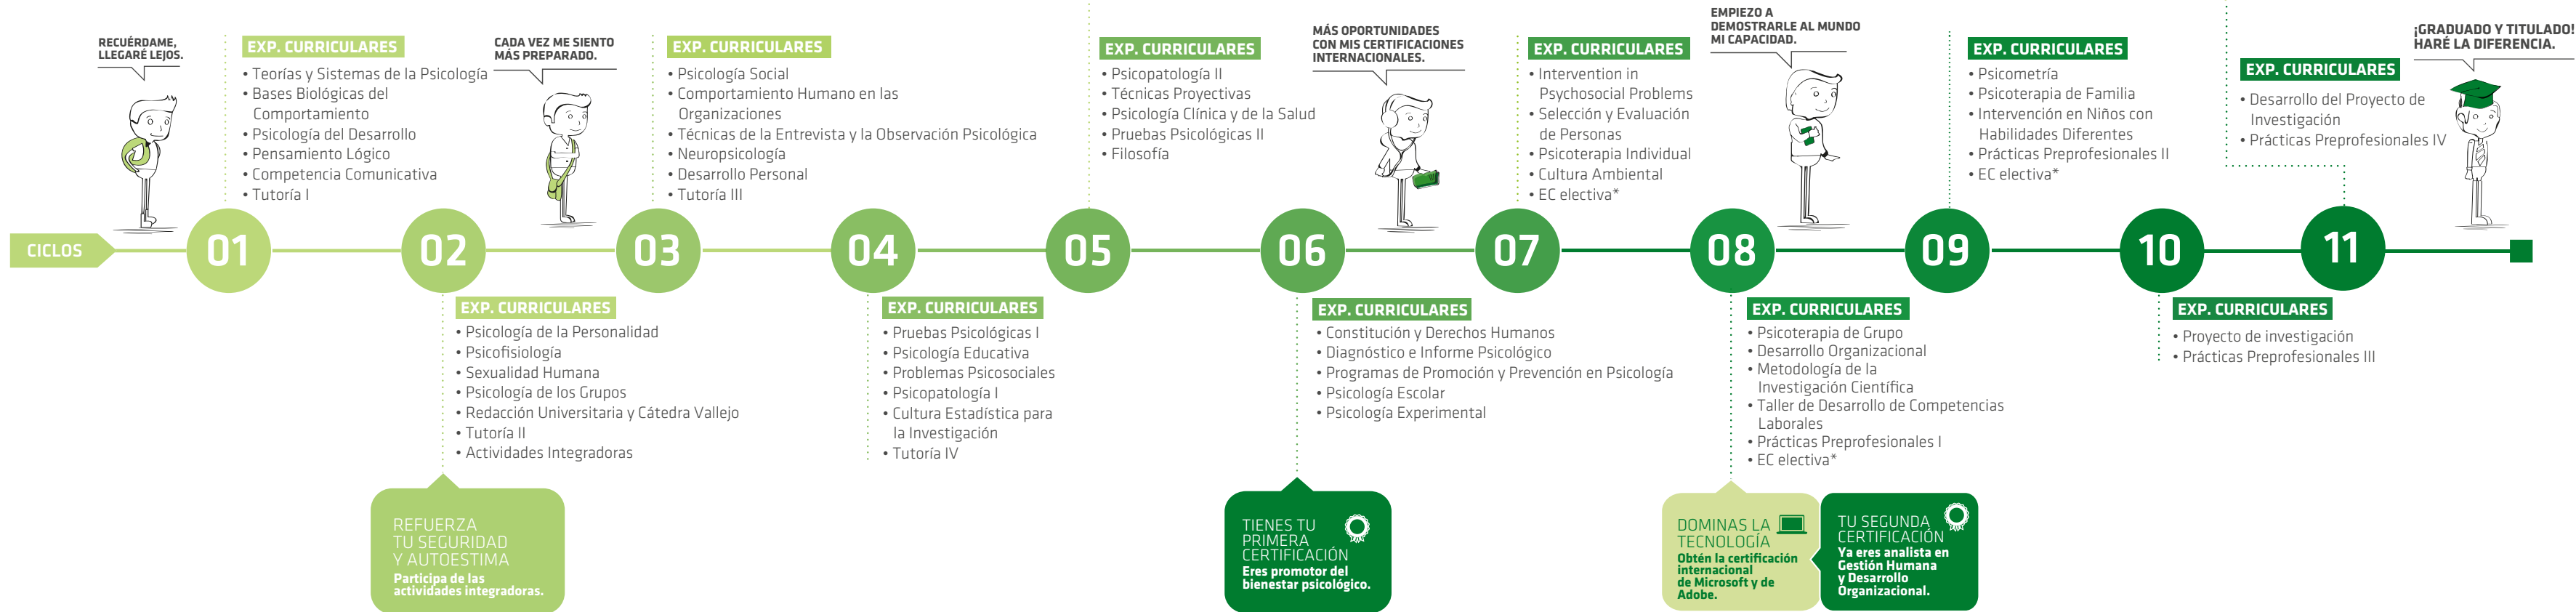 RECUÉRDAME,
LLEGARÉ LEJOS.
EXP. CURRICULARES
• Teorías y Sistemas de la Psicología
• Bases Biológicas del
Comportamiento
• Psicología del Desarrollo
• Pensamiento Lógico
• Competencia Comunicativa
• Tutoría I
CADA VEZ ME SIENTO
MÁS PREPARADO.
EXP. CURRICULARES
• Psicología Social
• Comportamiento Humano en las
Organizaciones
• Técnicas de la Entrevista y la Observación Psicológica
• Neuropsicología
• Desarrollo Personal
• Tutoría III
EXP. CURRICULARES
• Psicopatología II
• Técnicas Proyectivas
• Psicología Clínica y de la Salud
• Pruebas Psicológicas II
• Filosofía
MÁS OPORTUNIDADES
CON MIS CERTIFICACIONES
INTERNACIONALES.
EXP. CURRICULARES
• Intervention in
Psychosocial Problems
• Selección y Evaluación
de Personas
• Psicoterapia Individual
• Cultura Ambiental
• EC electiva*
EMPIEZO A
DEMOSTRARLE AL MUNDO
MI CAPACIDAD.
EXP. CURRICULARES
• Psicometría
• Psicoterapia de Familia
• Intervención en Niños con
Habilidades Diferentes
• Prácticas Preprofesionales II
• EC electiva*
EXP. CURRICULARES
• Desarrollo del Proyecto de
Investigación
• Prácticas Preprofesionales IV
¡GRADUADO Y TITULADO!
HARÉ LA DIFERENCIA.
CICLOS
01
02
03
04
05
06
07
08
09
10
11
EXP. CURRICULARES
• Psicología de la Personalidad
• Psicofisiología
• Sexualidad Humana
• Psicología de los Grupos
• Redacción Universitaria y Cátedra Vallejo
• Tutoría II
• Actividades Integradoras
EXP. CURRICULARES
• Pruebas Psicológicas I
• Psicología Educativa
• Problemas Psicosociales
• Psicopatología I
• Cultura Estadística para
la Investigación
• Tutoría IV
EXP. CURRICULARES
• Constitución y Derechos Humanos
• Diagnóstico e Informe Psicológico
• Programas de Promoción y Prevención en Psicología
• Psicología Escolar
• Psicología Experimental
EXP. CURRICULARES
• Psicoterapia de Grupo
• Desarrollo Organizacional
• Metodología de la
Investigación Científica
• Taller de Desarrollo de Competencias
Laborales
• Prácticas Preprofesionales I
• EC electiva*
EXP. CURRICULARES
• Proyecto de investigación
• Prácticas Preprofesionales III
REFUERZA
TU SEGURIDAD
Y AUTOESTIMA
Participa de las
actividades integradoras.
TIENES TU
PRIMERA
CERTIFICACIÓN
Eres promotor del
bienestar psicológico.
DOMINAS LA
TECNOLOGÍA
Obtén la certificación
internacional
de Microsoft y de
Adobe.
TU SEGUNDA
CERTIFICACIÓN
Ya eres analista en
Gestión Humana
y Desarrollo
Organizacional.